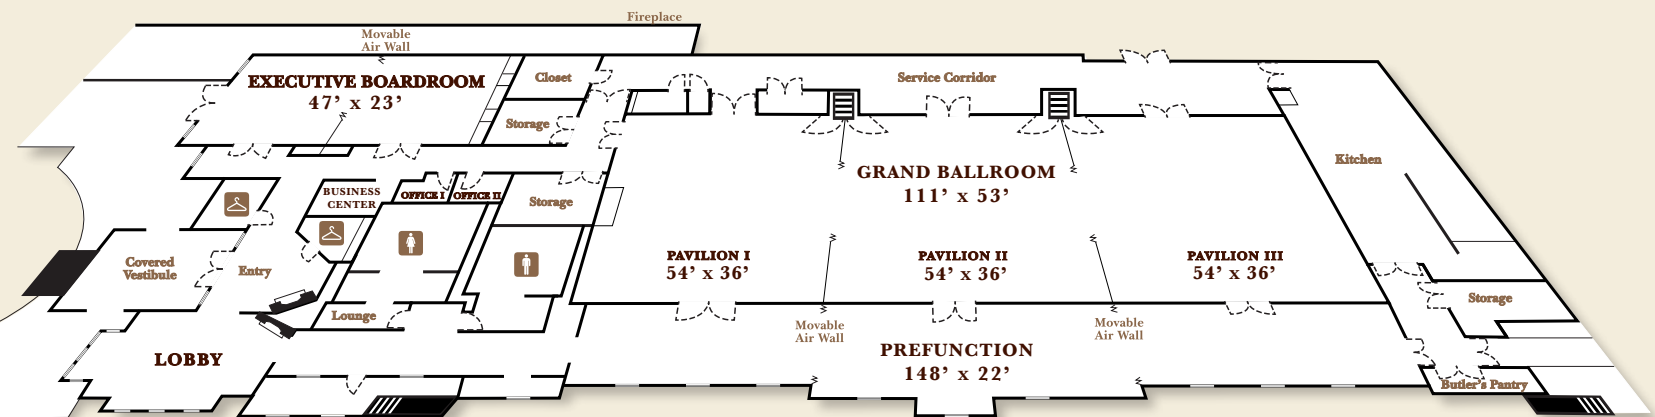 Fireplace
Movable
Air Wall
EXECUTIVE BOARDROOM
47’ x 23’
Closet
Storage
Service Corridor
Kitchen
GRAND BALLROOM
111’ x 53’
BUSINESS
CENTER
OFFICE I
OFFICE II
Storage
Covered
Vestibule
Entry
PAVILION I
54’ x 36’
PAVILION II
54’ x 36’
PAVILION III
54’ x 36’
Storage
Lounge
Movable
Air Wall
Movable
Air Wall
LOBBY
PREFUNCTION
148’ x 22’
Butler’s Pantry